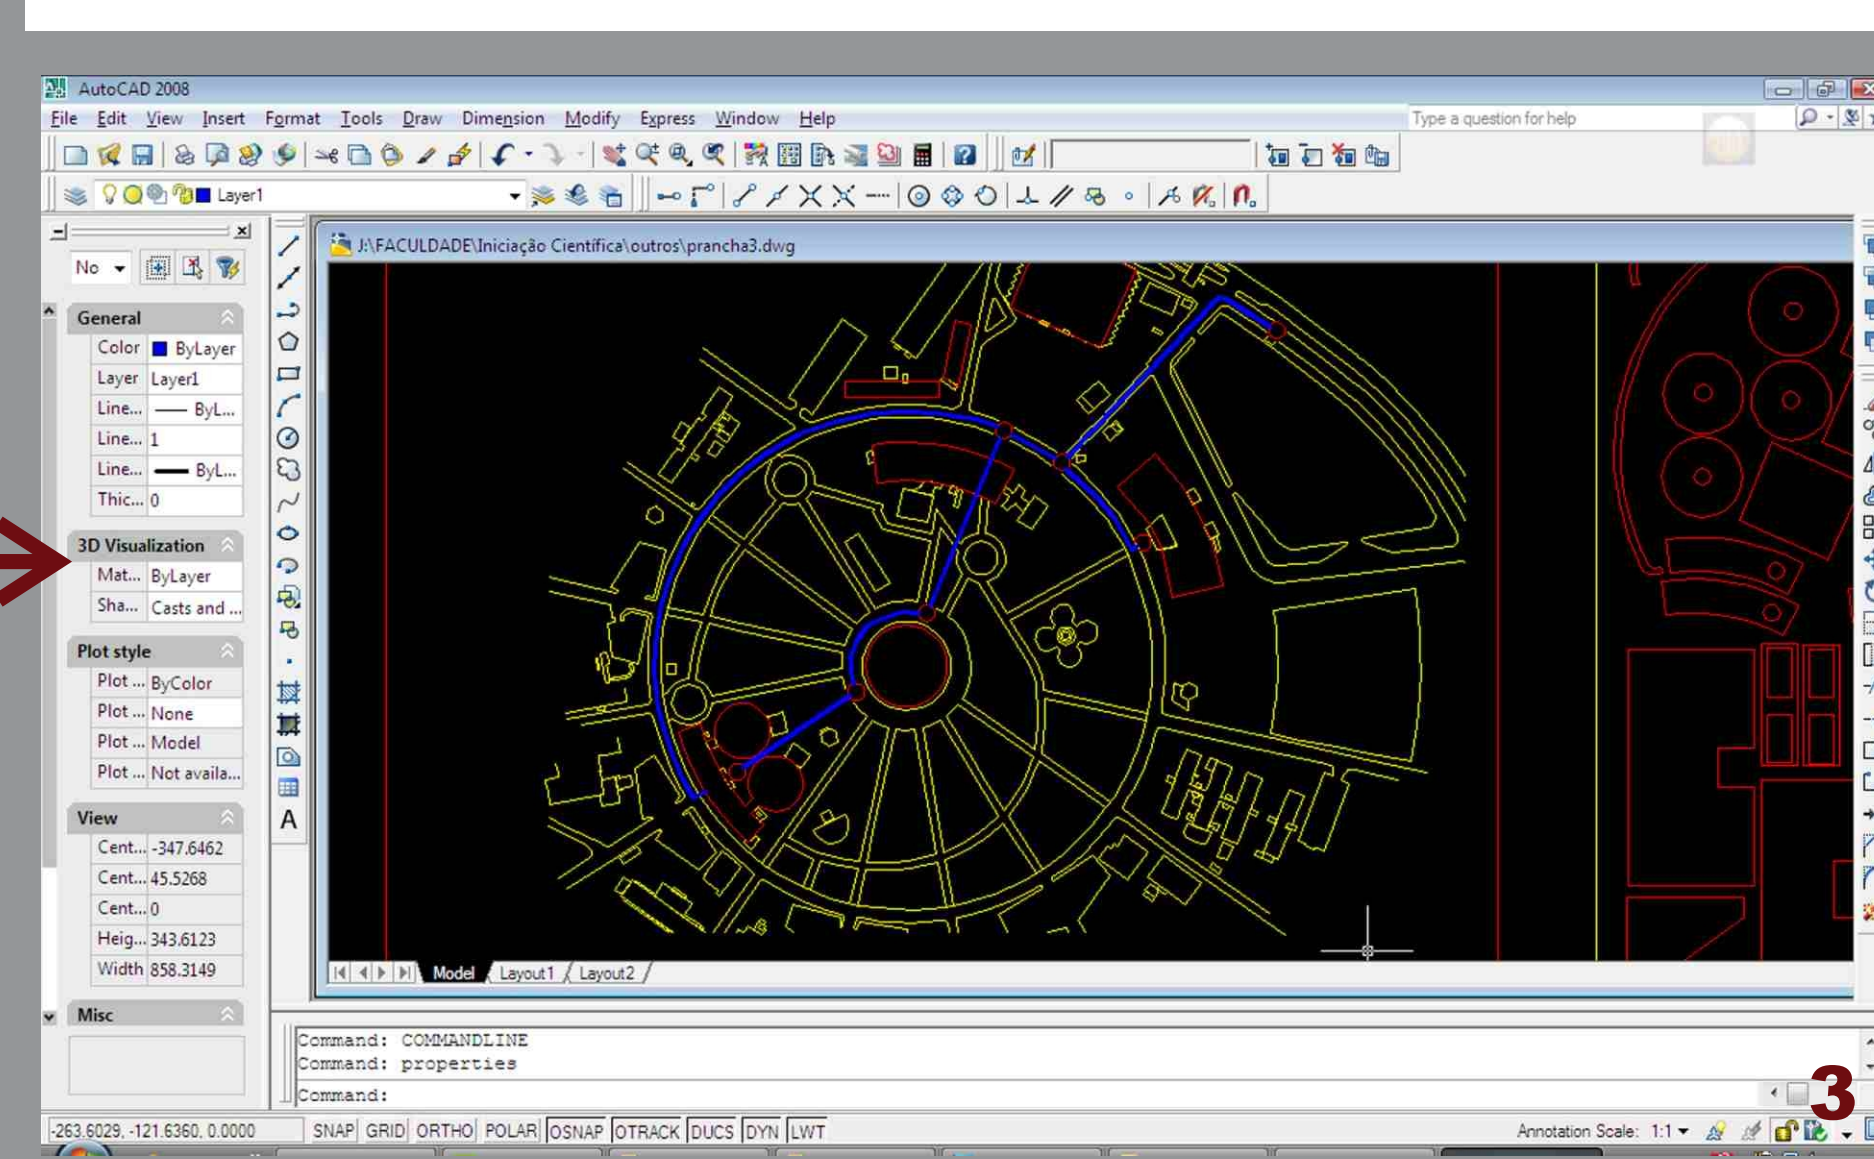 AutoCAD 2008
File Edit View Insert Format Tools Draw Dimension Modify Express Window Help
Type a question for help
Layer1
J:\FACULDADE\Iniciação Científica\outros\prancha3.dwg
No
General
Color ByLayer
Layer Layer1
Line... ByL...
Line... 1
Line... ByL...
Thic... 0
3D Visualization
Mat... ByLayer
Sha... Casts and ...
Plot style
Plot ... ByColor
Plot ... None
Plot ... Model
Plot ... Not availa...
View
Cent... -347.6462
Cent... 45.5268
Cent... 0
Heig... 343.6123
Width 858.3149
Misc
A
Model Layout1 Layout2
Command: COMMANDLINE
Command: properties
Command:
3
-263.6029, -121.6360, 0.0000 SNAP GRID ORTHO POLAR OSNAP OTRACK DUCS DYN LWT
Annotation Scale: 1:1